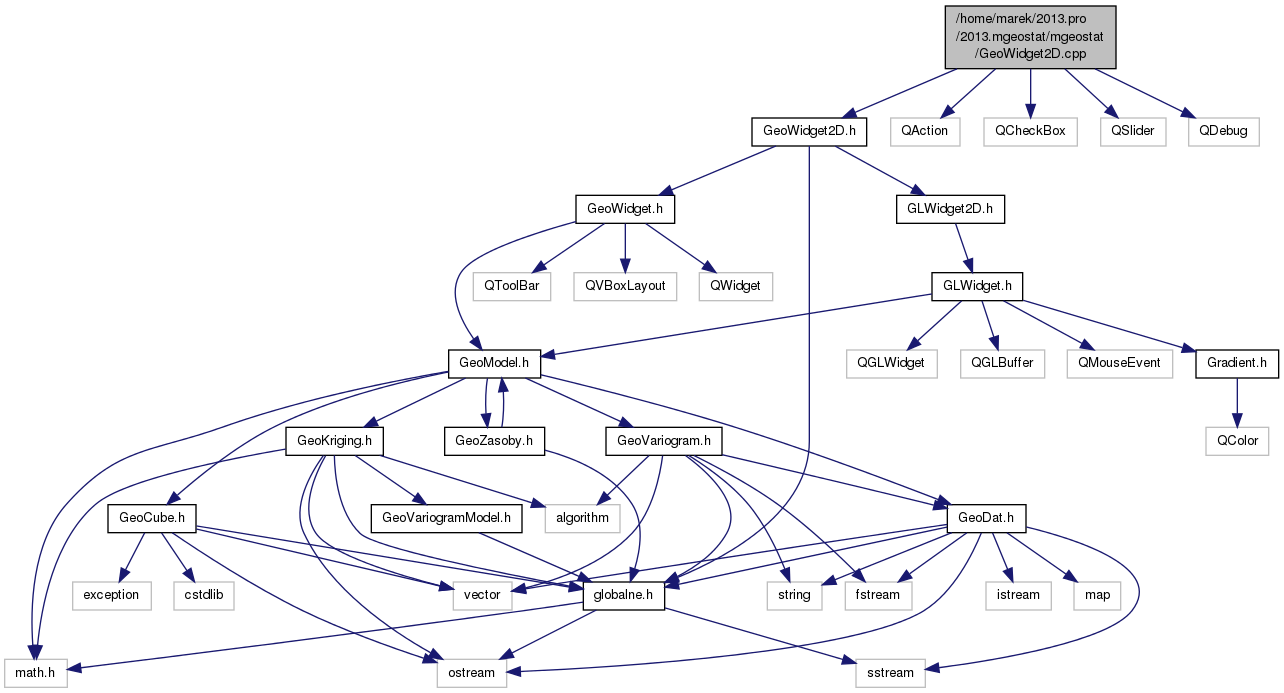 /home/marek/2013.pro
/2013.mgeostat/mgeostat
/GeoWidget2D.cpp
GeoWidget2D.h
QAction
QCheckBox
QSlider
QDebug
GeoWidget.h
GLWidget2D.h
QToolBar
QVBoxLayout
QWidget
GLWidget.h
GeoModel.h
QGLWidget
QGLBuffer
QMouseEvent
Gradient.h
GeoKriging.h
GeoZasoby.h
GeoVariogram.h
QColor
GeoCube.h
GeoVariogramModel.h
algorithm
GeoDat.h
exception
cstdlib
vector
globalne.h
string
fstream
istream
map
math.h
ostream
sstream